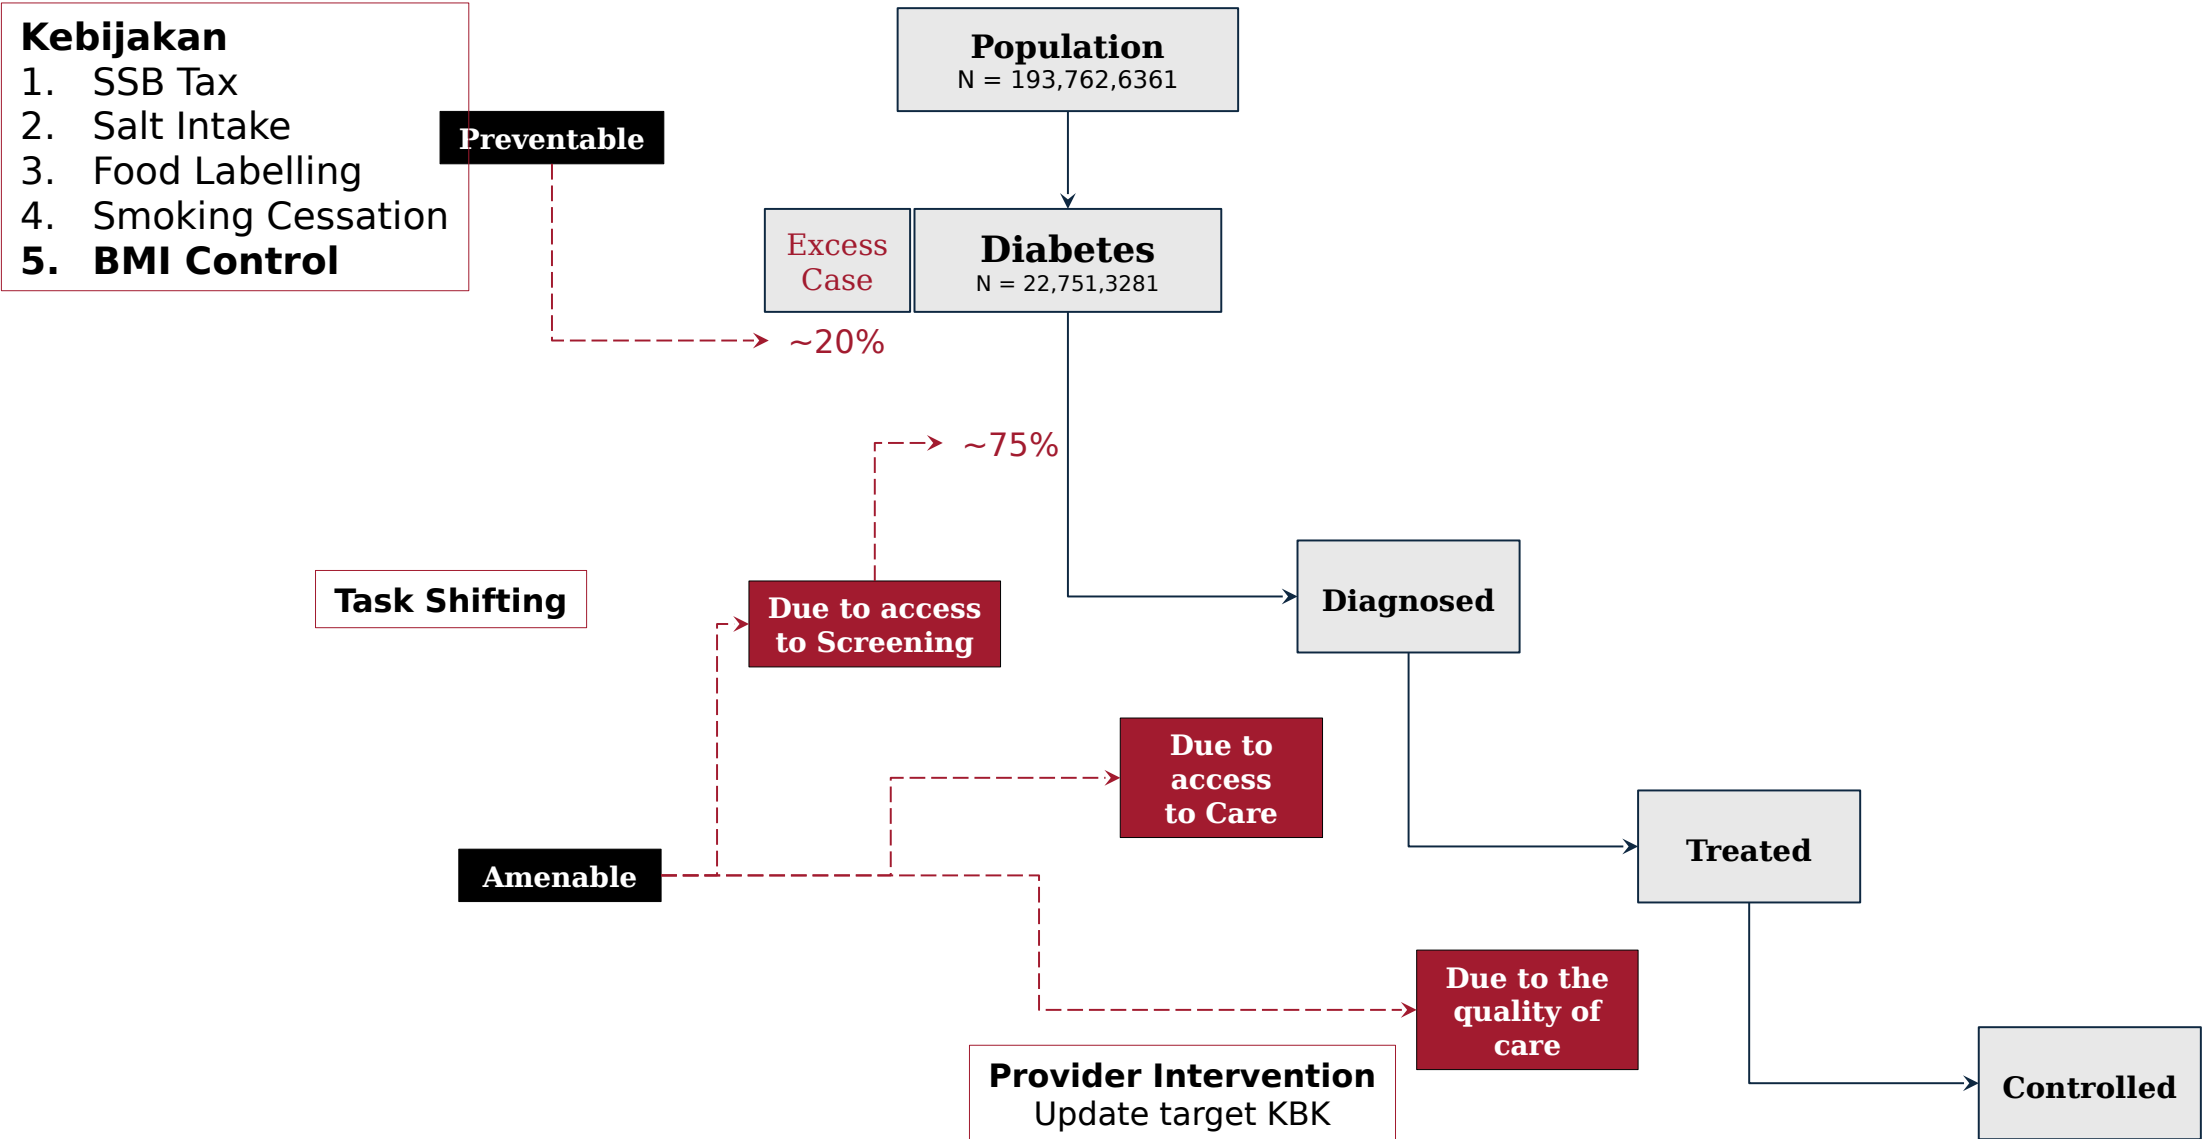 Kebijakan
1. SSB Tax
2. Salt Intake
3. Food Labelling
4. Smoking Cessation
5. BMI Control
Preventable
Population
N = 193,762,6361
Excess
Case
Diabetes
N = 22,751,3281
~20%
~75%
Task Shifting
Due to access
to Screening
Diagnosed
Due to
access
to Care
Amenable
Treated
Due to the
quality of
care
Provider Intervention
Update target KBK
Controlled